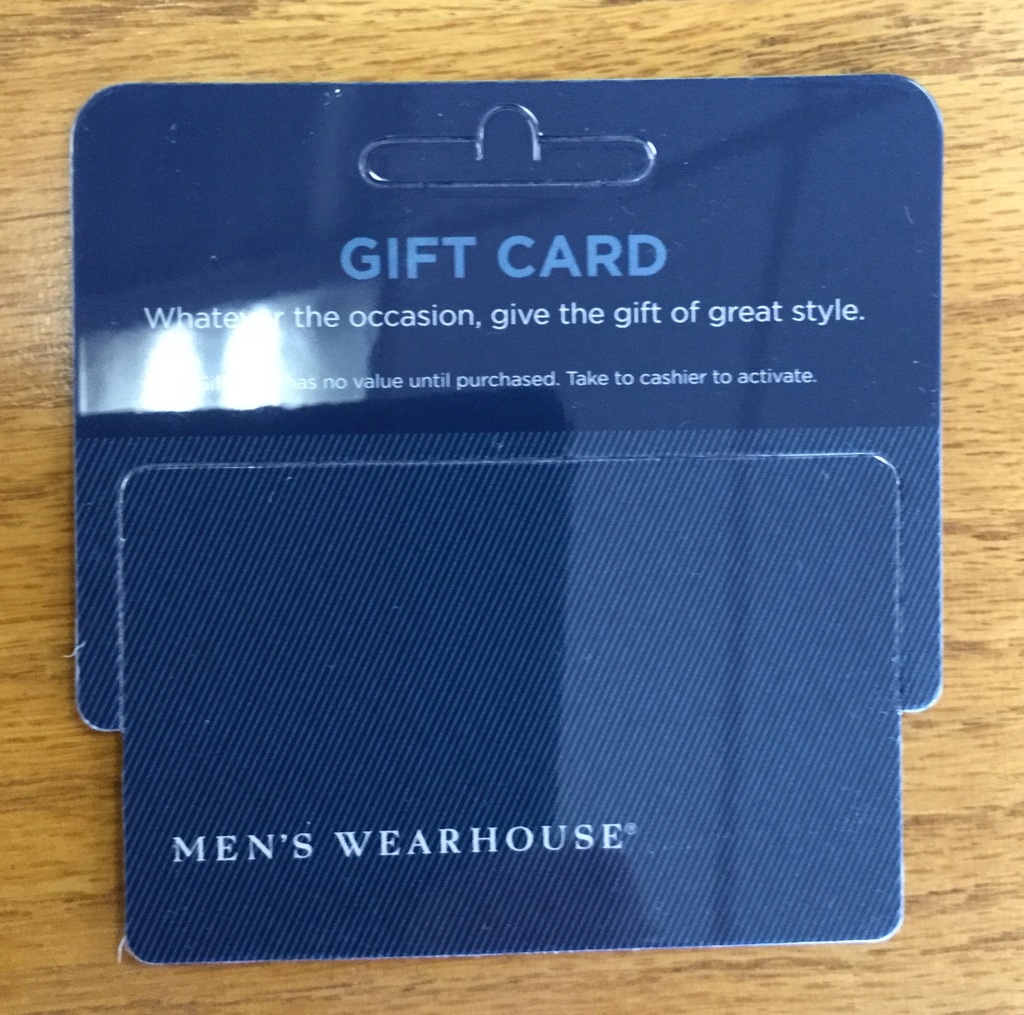 GIFT CARD
Whatever the occasion, give the gift of great style.
has no value until purchased. Take to cashier to activate.
MEN'S WEARHOUSE®